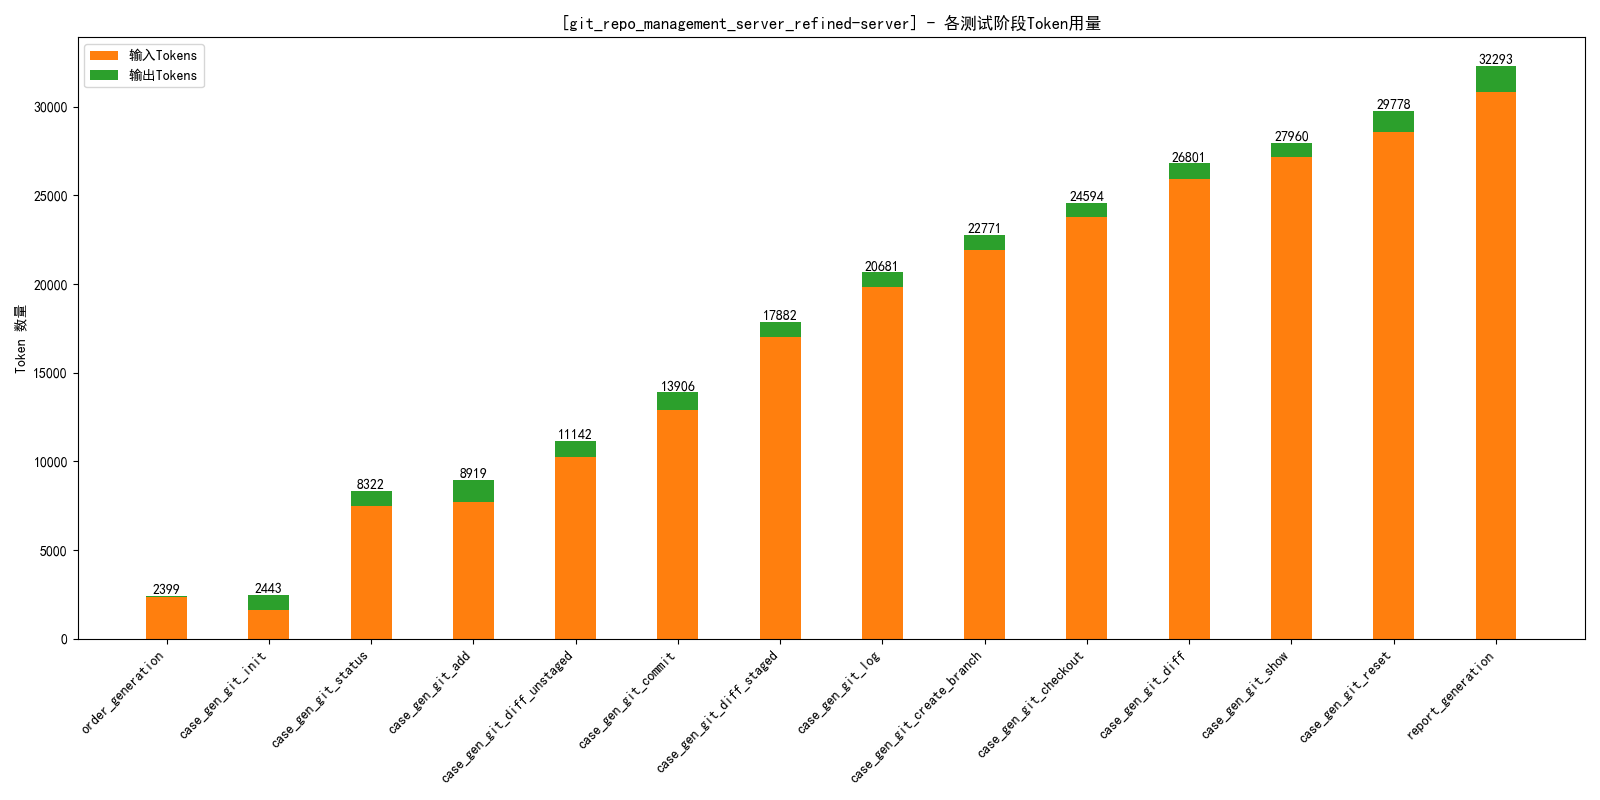 [git_repo_management_server_refined-server] - 各测试阶段Token用量
输入Tokens
输出Tokens
Token 数量
30000
25000
20000
15000
10000
5000
0
2399
2443
8322
8919
11142
13906
17882
20681
22771
24594
26801
27960
29778
32293
order_generation
case_gen_git_init
case_gen_git_status
case_gen_git_add
case_gen_git_diff_unstaged
case_gen_git_commit
case_gen_git_diff_staged
case_gen_git_log
case_gen_git_create_branch
case_gen_git_checkout
case_gen_git_diff
case_gen_git_show
case_gen_git_reset
report_generation